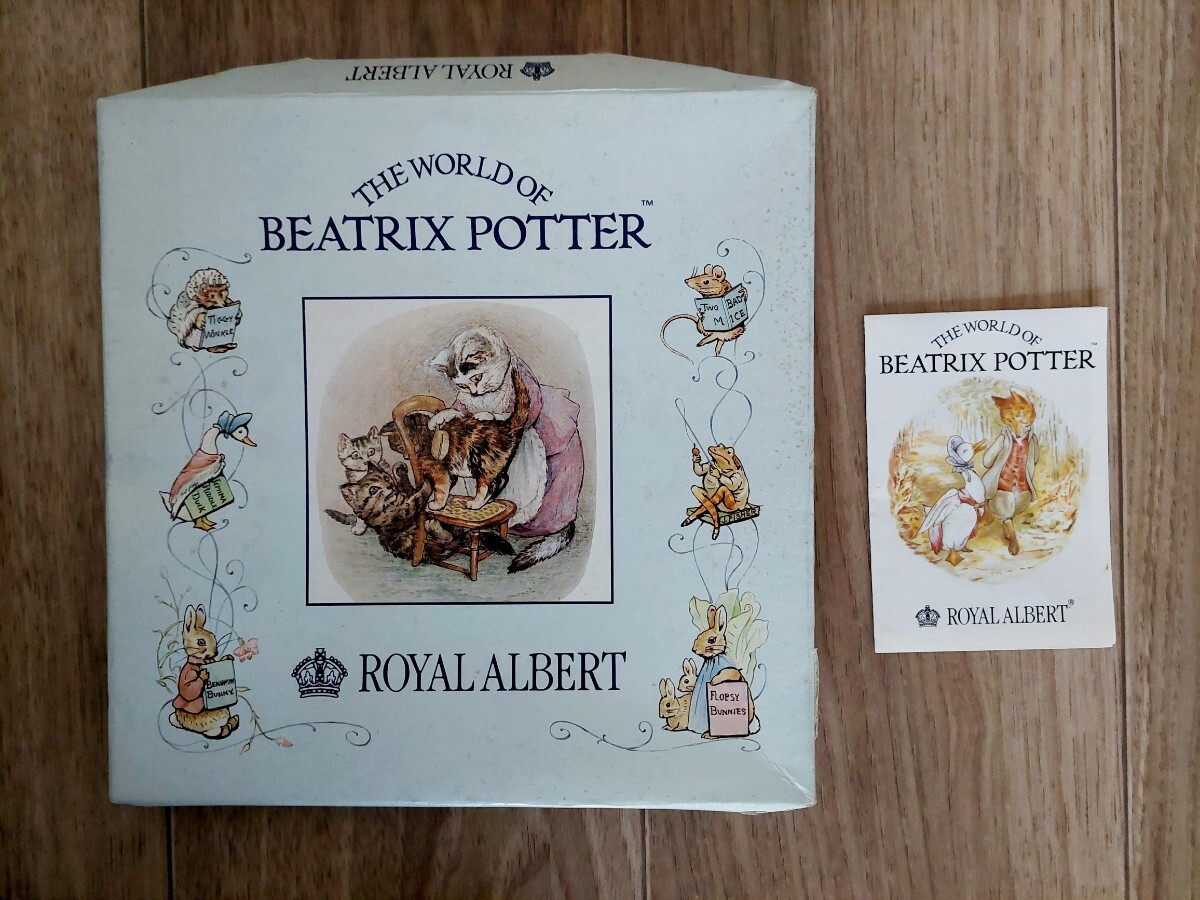 ROYAL ALBERT
THE WORLD OF
BEATRIX POTTER™
TIGGY
WINKLE
TWO BAD
MICE
JEMIMA
PUDDLE
DUCK
J.FISHER
BENJAMIN
BUNNY
FLOPSY
BUNNIES
ROYAL ALBERT
THE WORLD OF
BEATRIX POTTER™
ROYAL ALBERT®